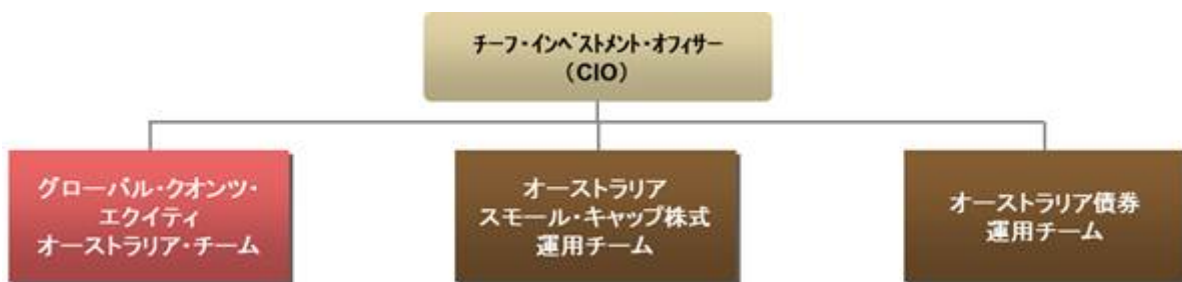 チーフ・インベストメント・オフィサー
（CIO）
グローバル・クオンツ・
エクイティ
オーストラリア・チーム
オーストラリア
スモール・キャップ株式
運用チーム
オーストラリア債券
運用チーム